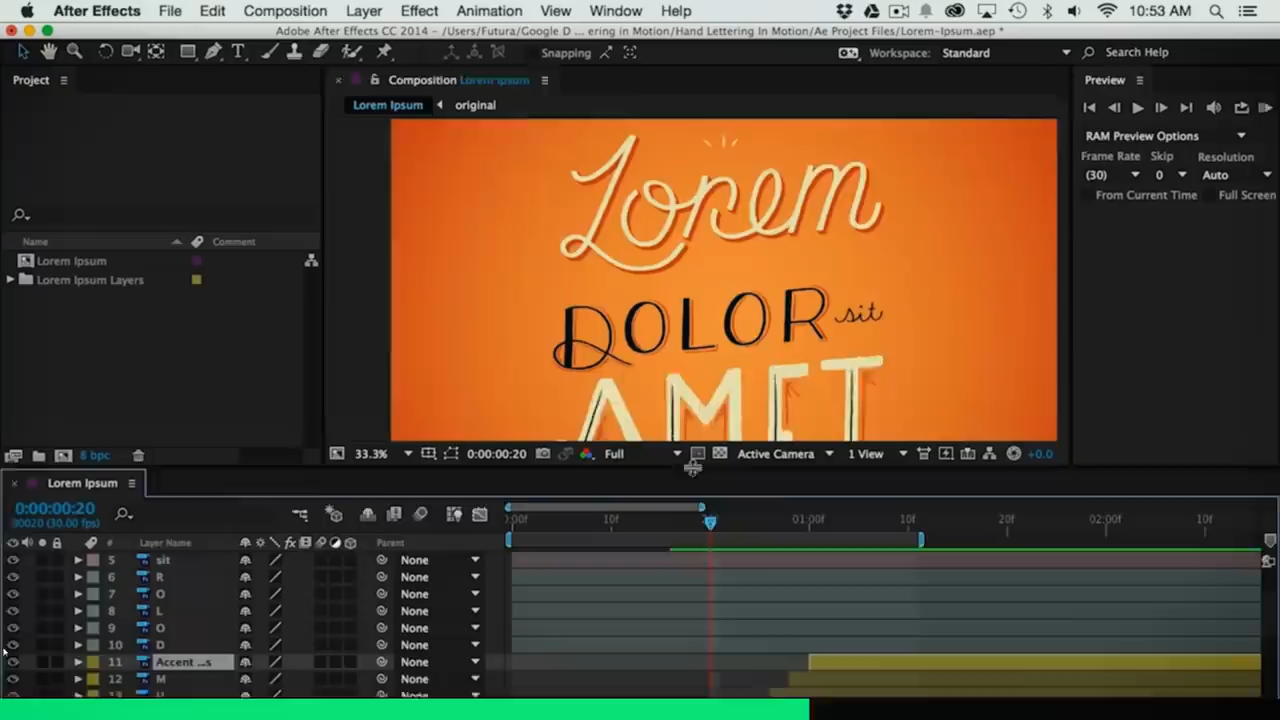 After Effects File Edit Composition Layer Effect Animation View Window Help 10:53 AM
Adobe After Effects CC 2014 - /Users/Futura/Google D ... ering in Motion/Hand Lettering In Motion/Ae Project Files/Lorem-Ipsum.aep *
Snapping Workspace: Standard Search Help
Project Composition Lorem Ipsum Preview
Lorem Ipsum original
RAM Preview Options
Frame Rate Skip Resolution
(30) 0 Auto
From Current Time Full Screen
Name Comment
Lorem Ipsum
Lorem Ipsum Layers
Lorem
DOLOR sit
AMET
8 bpc 33.3% 0:00:00:20 Full Active Camera 1 View +0.0
Lorem Ipsum
0:00:00:20
00020 (30.00 fps)
:00f 10f 01:00f 10f 20f 02:00f 10f
# Layer Name Parent
5 sit None
6 R None
7 O None
8 L None
9 O None
10 D None
11 Accent ...s None
12 M None